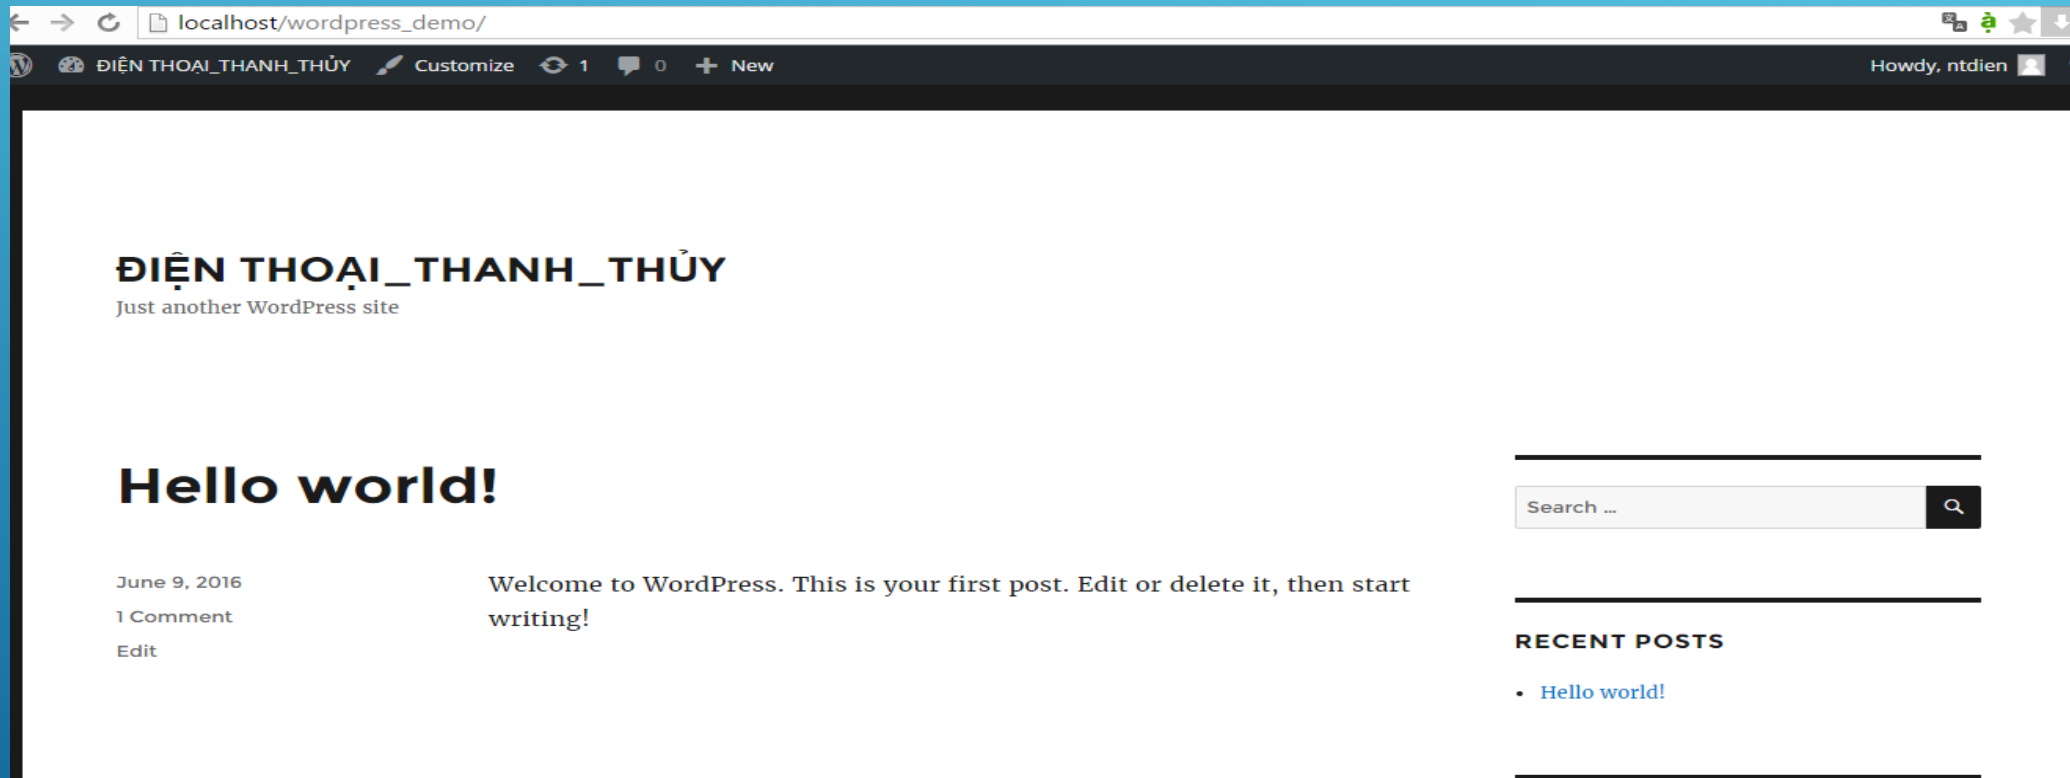 localhost/wordpress_demo/
ĐIỆN THOẠI_THANH_THỦY Customize 1 0 New Howdy, ntdien
ĐIỆN THOẠI_THANH_THỦY
Just another WordPress site
Hello world!
Search ...
June 9, 2016
1 Comment
Edit
Welcome to WordPress. This is your first post. Edit or delete it, then start
writing!
RECENT POSTS
• Hello world!